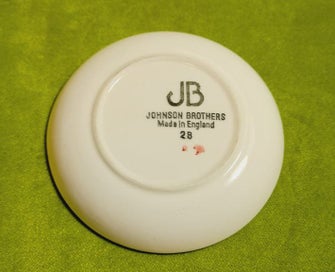 JB
JOHNSON BROTHERS
Made in England
28